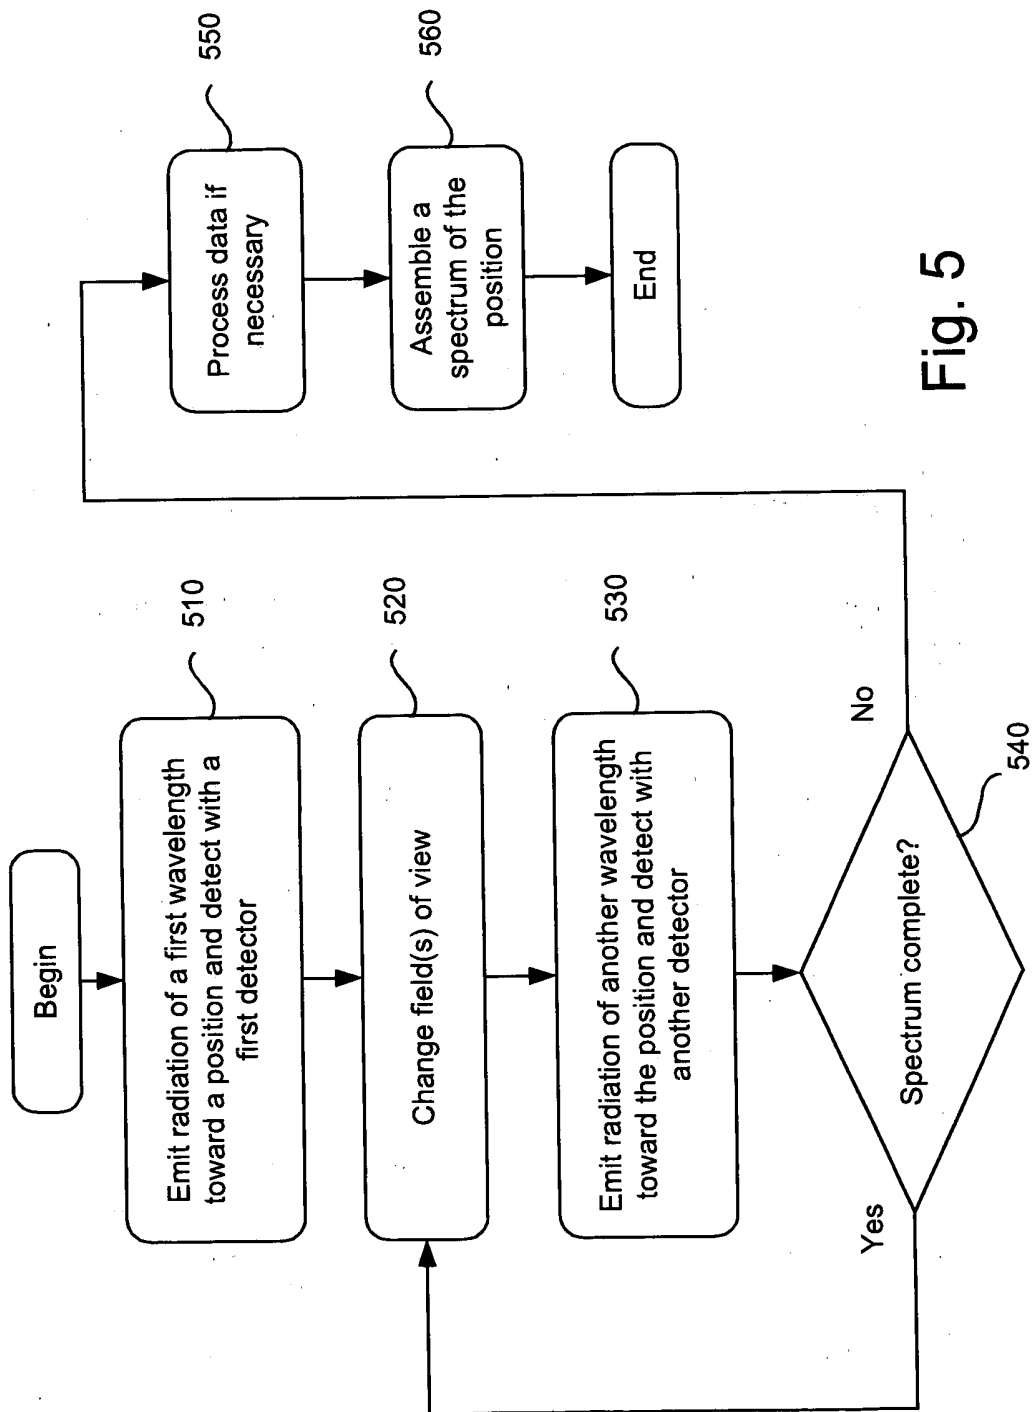 Begin
Emit radiation of a first wavelength
toward a position and detect with a
first detector
510
Change field(s) of view
520
Emit radiation of another wavelength
toward the position and detect with
another detector
530
Spectrum complete?
540
Yes
No
Process data if
necessary
550
Assemble a
spectrum of the
position
560
End
Fig. 5